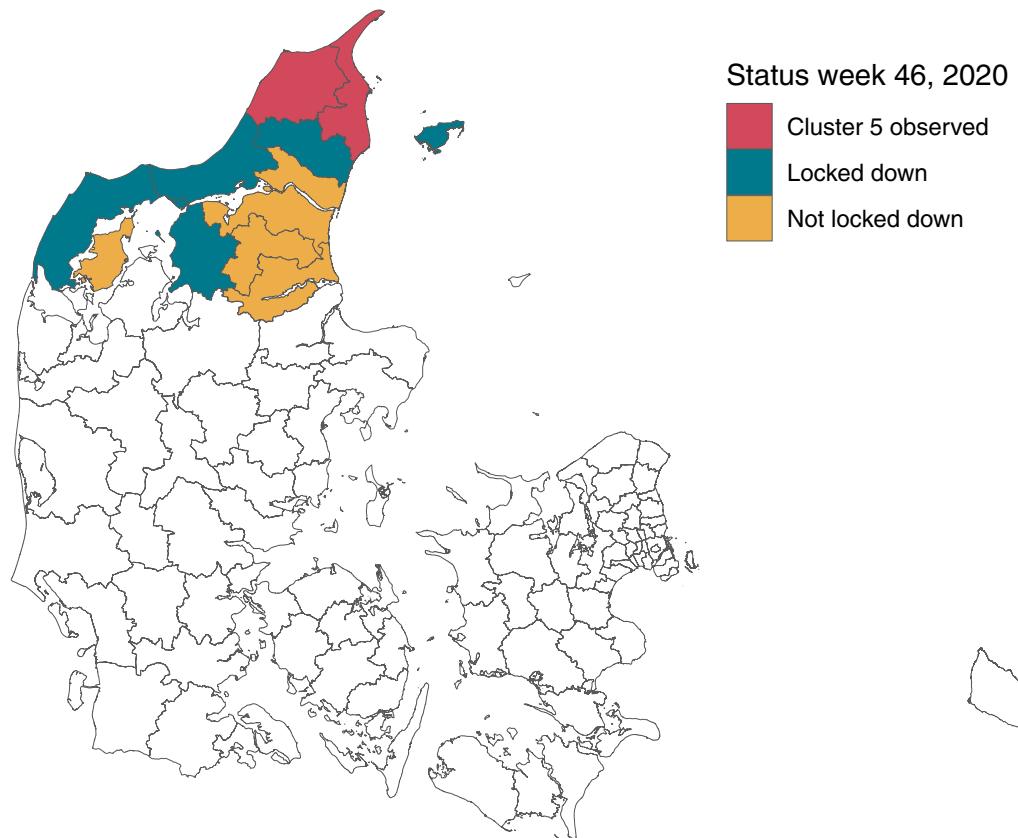 Status week 46, 2020
Cluster 5 observed
Locked down
Not locked down